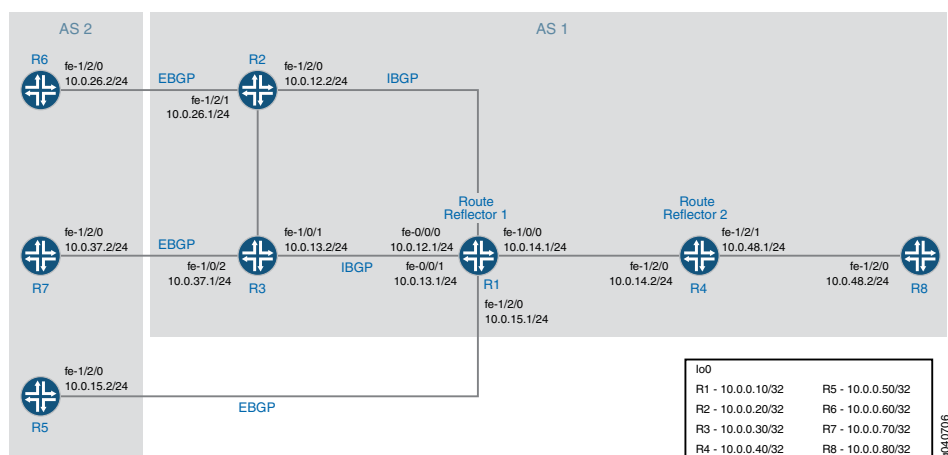 AS 2
AS 1
R6
fe-1/2/0
10.0.26.2/24
EBGP
R2
fe-1/2/0
10.0.12.2/24
IBGP
fe-1/2/1
10.0.26.1/24
Route
Reflector 1
Route
Reflector 2
fe-1/2/0
10.0.37.2/24
EBGP
R7
fe-1/0/1
10.0.13.2/24
fe-1/0/2
10.0.37.1/24
R3
IBGP
fe-0/0/0
10.0.12.1/24
fe-0/0/1
10.0.13.1/24
fe-1/0/0
10.0.14.1/24
R1
fe-1/2/0
10.0.15.1/24
fe-1/2/1
10.0.48.1/24
fe-1/2/0
10.0.14.2/24
R4
fe-1/2/0
10.0.48.2/24
R8
fe-1/2/0
10.0.15.2/24
R5
EBGP
lo0
R1 - 10.0.0.10/32 R5 - 10.0.0.50/32
R2 - 10.0.0.20/32 R6 - 10.0.0.60/32
R3 - 10.0.0.30/32 R7 - 10.0.0.70/32
R4 - 10.0.0.40/32 R8 - 10.0.0.80/32